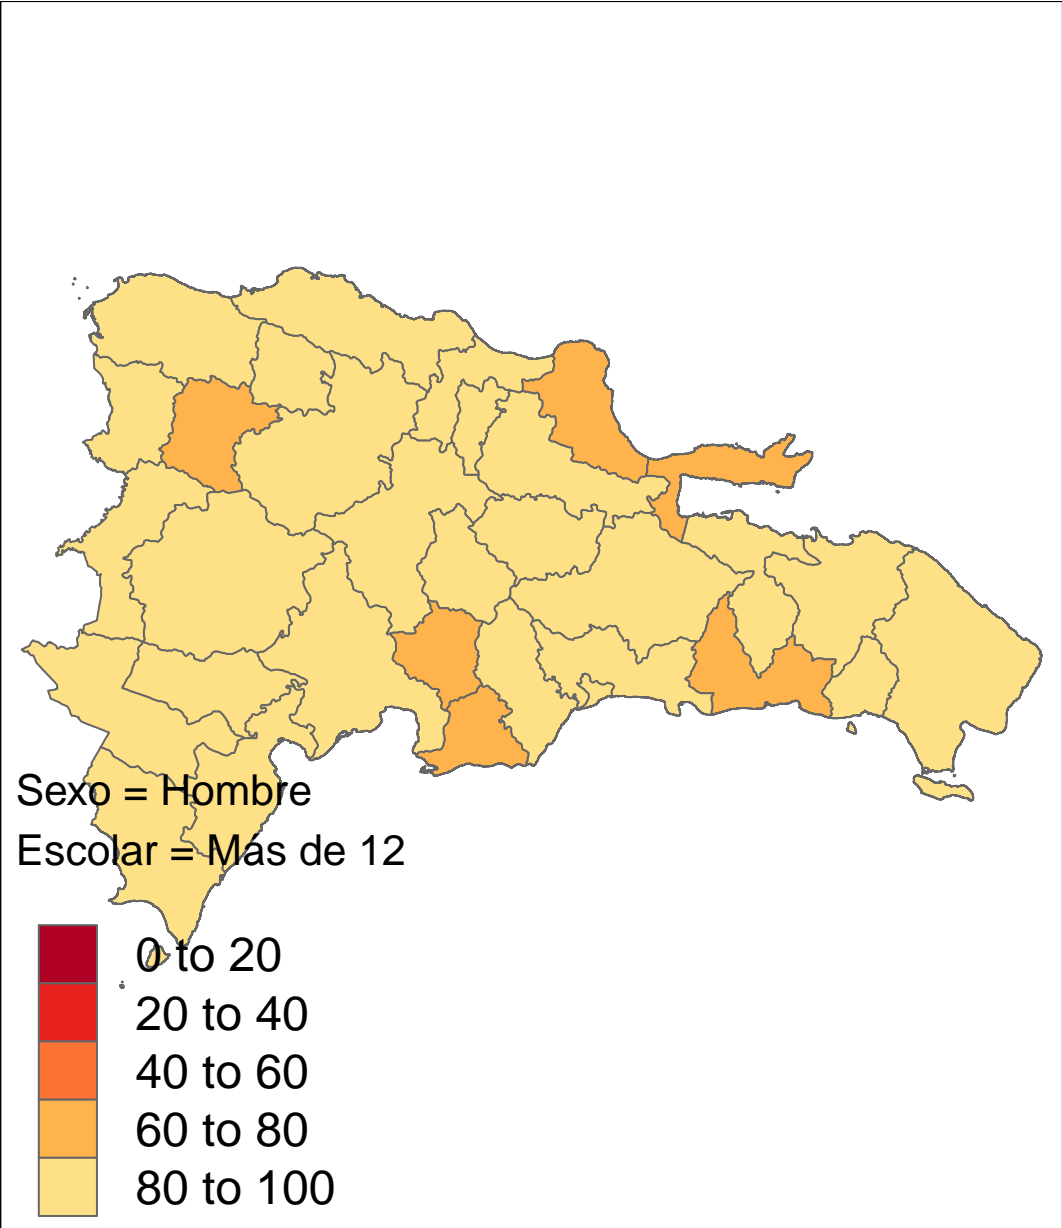 Sexo = Hombre
Escolar = Más de 12
0 to 20
20 to 40
40 to 60
60 to 80
80 to 100